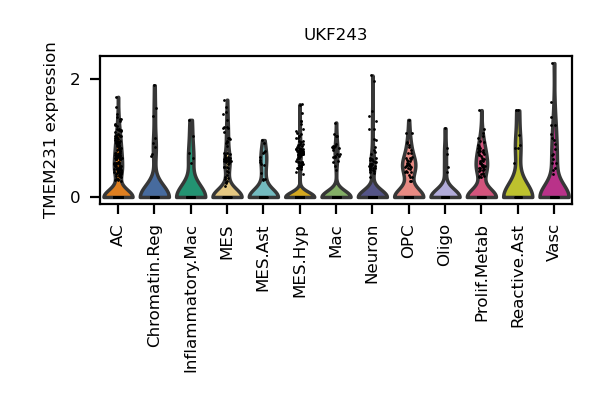 UKF243
TMEM231 expression
2
0
AC
Chromatin.Reg
Inflammatory.Mac
MES
MES.Ast
MES.Hyp
Mac
Neuron
OPC
Oligo
Prolif.Metab
Reactive.Ast
Vasc